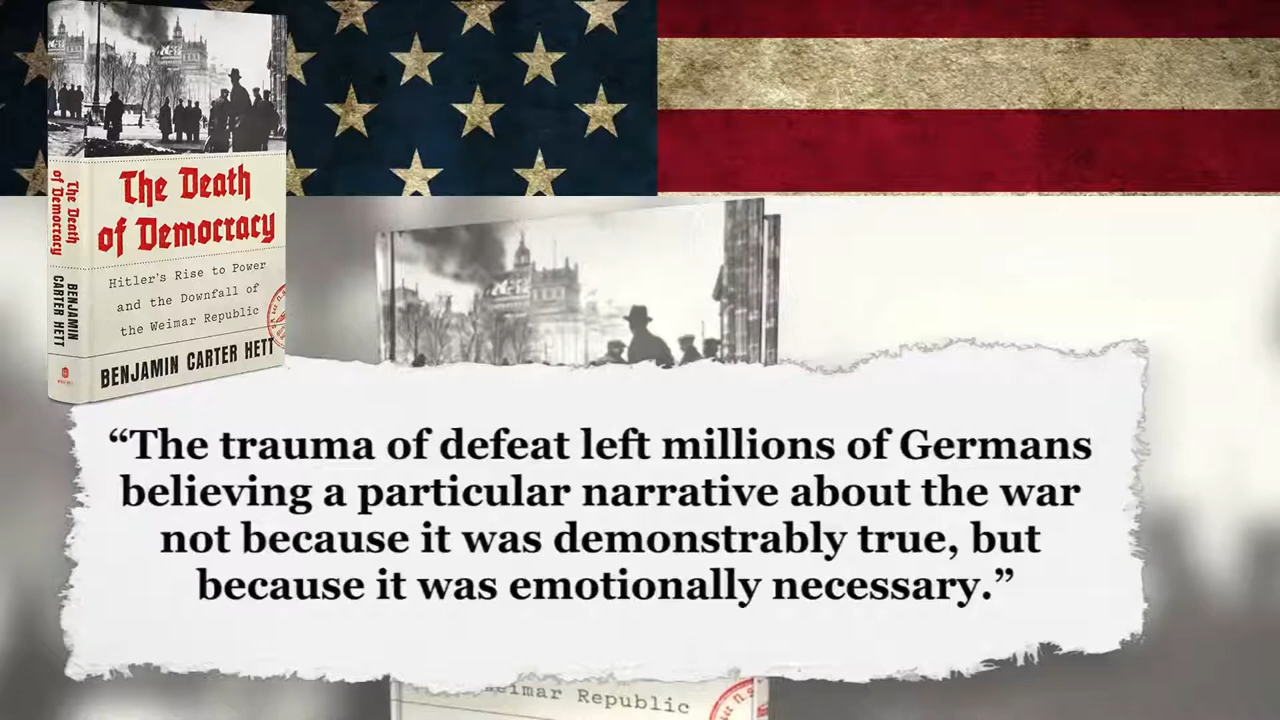 The Death
of Democracy
BENJAMIN
CARTER HETT
The Death
of Democracy
Hitler's Rise to Power
and the Downfall of
the Weimar Republic
BENJAMIN CARTER HETT
“The trauma of defeat left millions of Germans
believing a particular narrative about the war
not because it was demonstrably true, but
because it was emotionally necessary.”
Weimar Republic